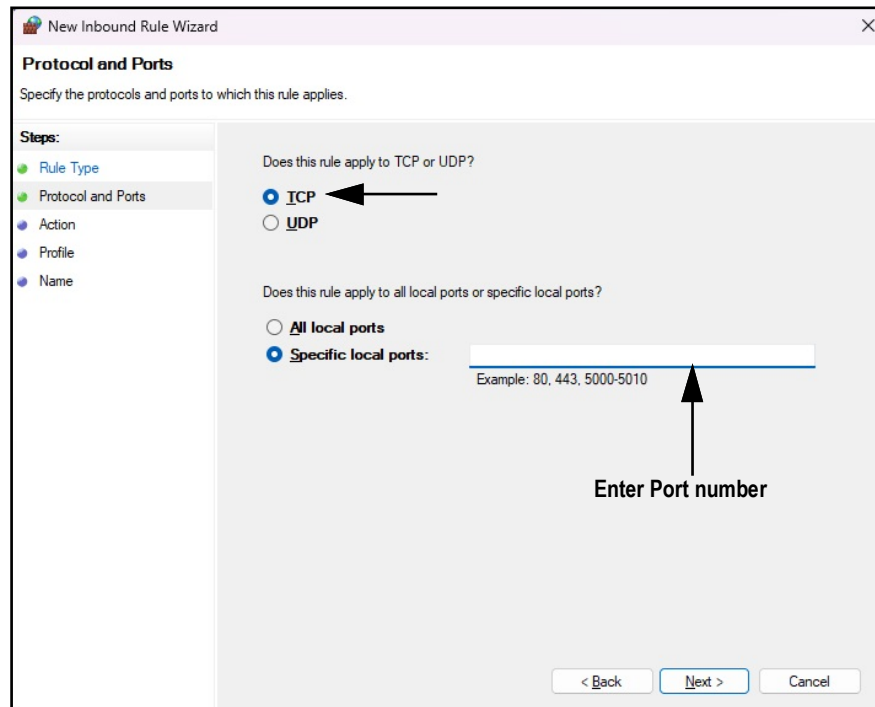 New Inbound Rule Wizard
Protocol and Ports
Specify the protocols and ports to which this rule applies.
Steps:
Rule Type
Protocol and Ports
Action
Profile
Name
Does this rule apply to TCP or UDP?
TCP
UDP
Does this rule apply to all local ports or specific local ports?
All local ports
Specific local ports:
Example: 80, 443, 5000-5010
Enter Port number
< Back Next > Cancel